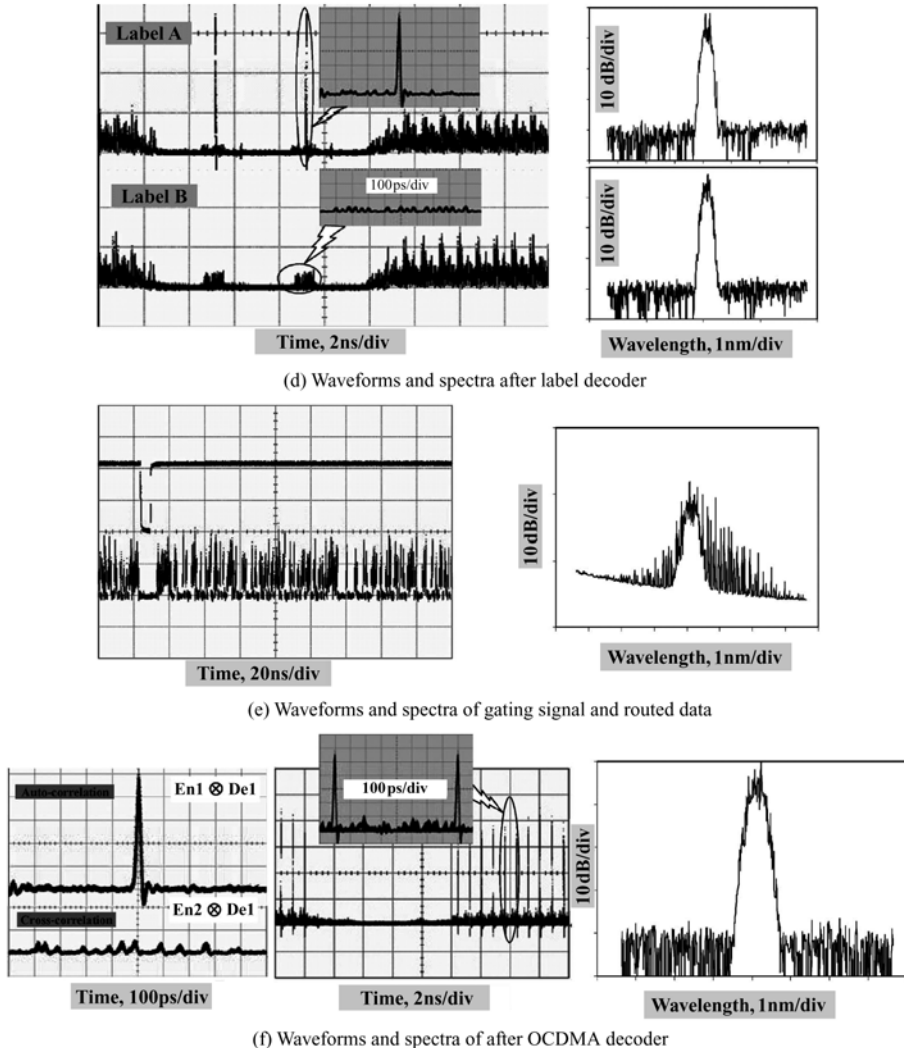 Label A
10 dB/div
Label B
100ps/div
10 dB/div
Time, 2ns/div
Wavelength, 1nm/div
(d) Waveforms and spectra after label decoder
10dB/div
Time, 20ns/div
Wavelength, 1nm/div
(e) Waveforms and spectra of gating signal and routed data
Auto-correlation
En1 ⊗ De1
100ps/div
10dB/div
Cross-correlation
En2 ⊗ De1
Time, 100ps/div
Time, 2ns/div
Wavelength, 1nm/div
(f) Waveforms and spectra of after OCDMA decoder